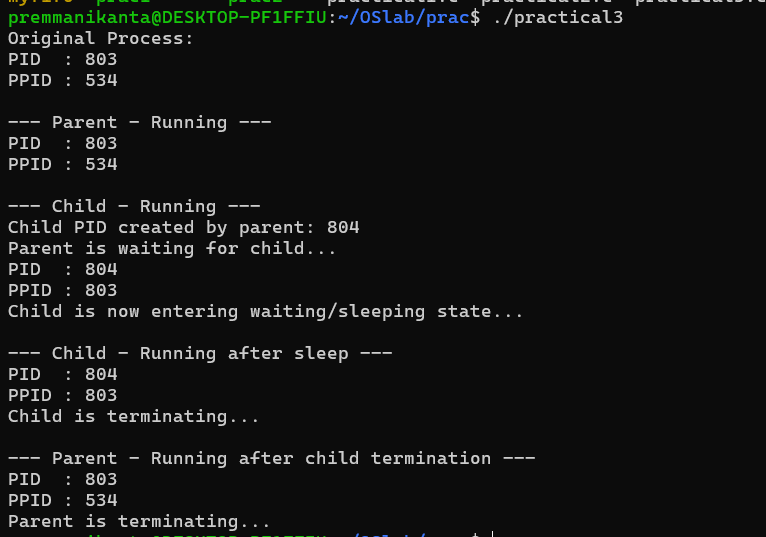 premmanikanta@DESKTOP-PF1FFIU:~/OSlab/prac$ ./practical3
Original Process:
PID  : 803
PPID : 534

--- Parent - Running ---
PID  : 803
PPID : 534

--- Child - Running ---
Child PID created by parent: 804
Parent is waiting for child...
PID  : 804
PPID : 803
Child is now entering waiting/sleeping state...

--- Child - Running after sleep ---
PID  : 804
PPID : 803
Child is terminating...

--- Parent - Running after child termination ---
PID  : 803
PPID : 534
Parent is terminating...